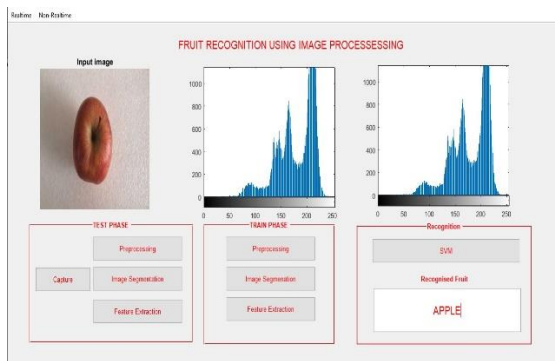 Realtime Non-Realtime
FRUIT RECOGNITION USING IMAGE PROCESSESSING
Input image
1000
800
600
400
200
0
0 50 100 150 200 250
1000
800
600
400
200
0
0 50 100 150 200 250
TEST PHASE
Preprocessing
Capture
Image Segmentation
Feature Extraction
TRAIN PHASE
Preprocessing
Image Segmenation
Feature Extraction
Recognition
SVM
Recognised Fruit
APPLE